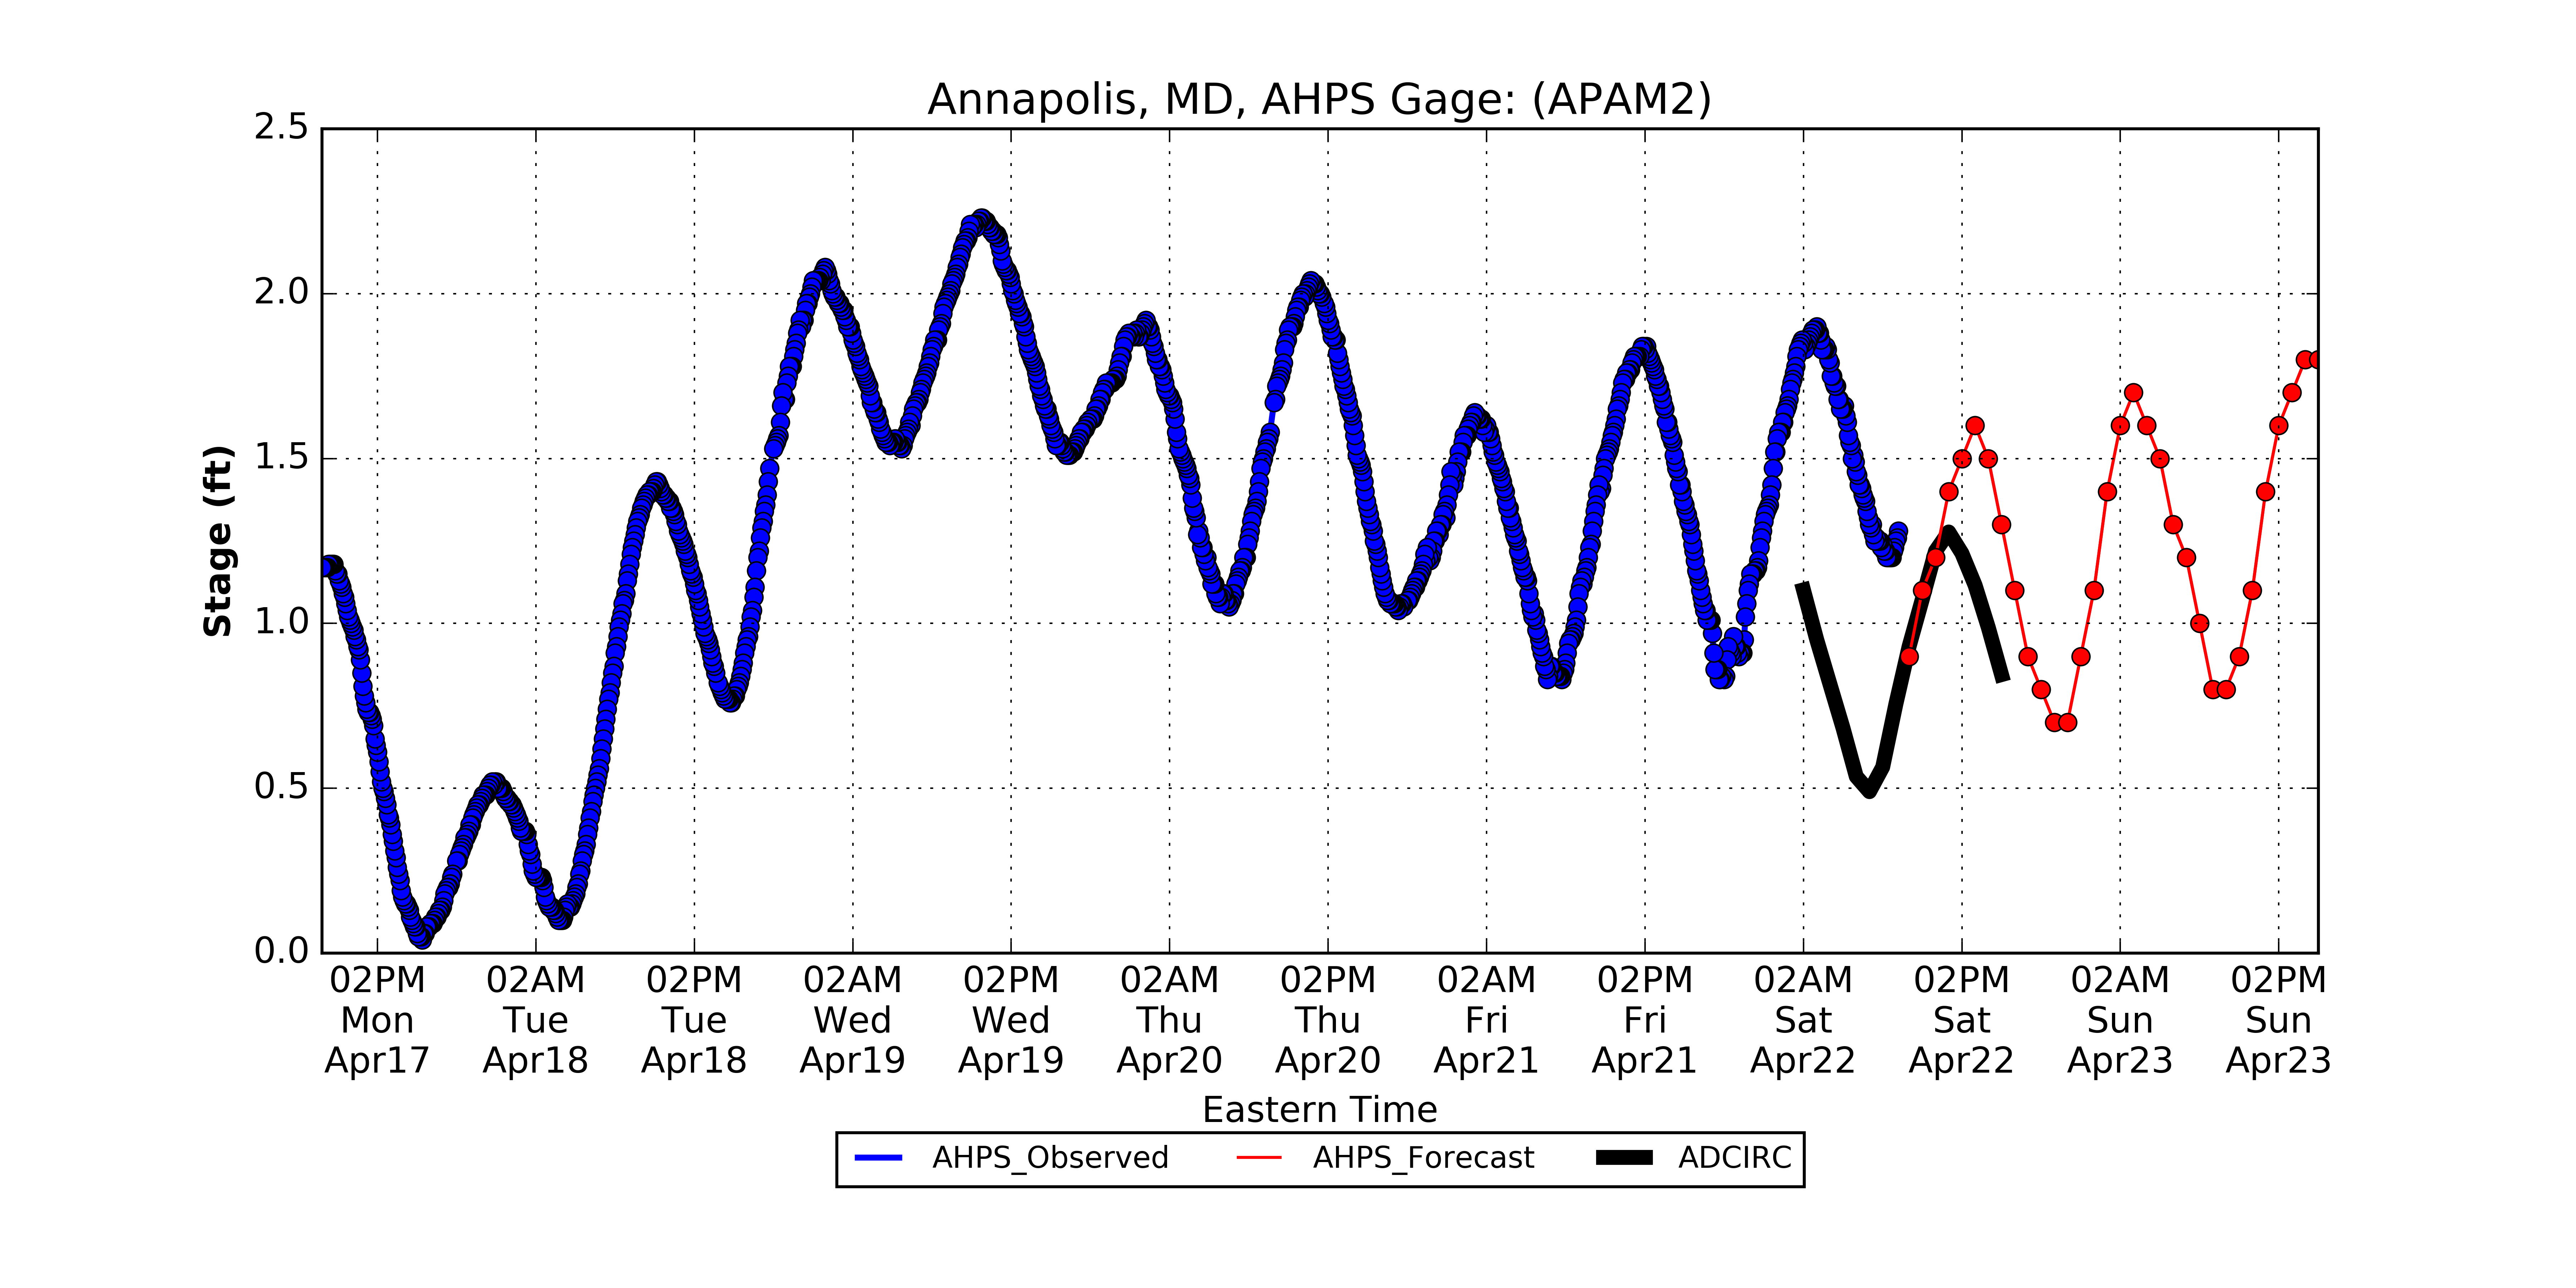 Annapolis, MD, AHPS Gage: (APAM2)
2.5
2.0
1.5
1.0
0.5
0.0
Stage (ft)
02PM 02AM 02PM 02AM 02PM 02AM 02PM 02AM 02PM 02AM 02PM 02AM 02PM
Mon Tue Tue Wed Wed Thu Thu Fri Fri Sat Sat Sun Sun
Apr17 Apr18 Apr18 Apr19 Apr19 Apr20 Apr20 Apr21 Apr21 Apr22 Apr22 Apr23 Apr23
Eastern Time
AHPS_Observed AHPS_Forecast ADCIRC